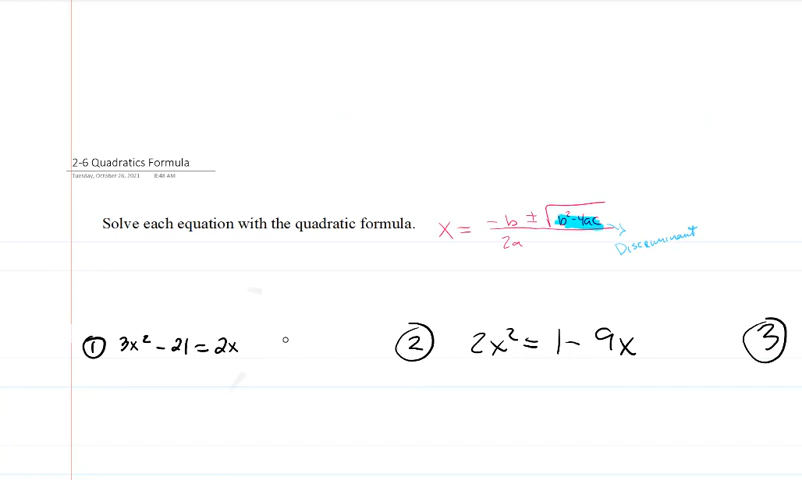 2-6 Quadratics Formula
Tuesday, October 26, 2021 8:48 AM
Solve each equation with the quadratic formula. x = -b ± √b²-4ac / 2a
Discriminant
① 3x² - 21 = 2x ② 2x² = 1 - 9x ③